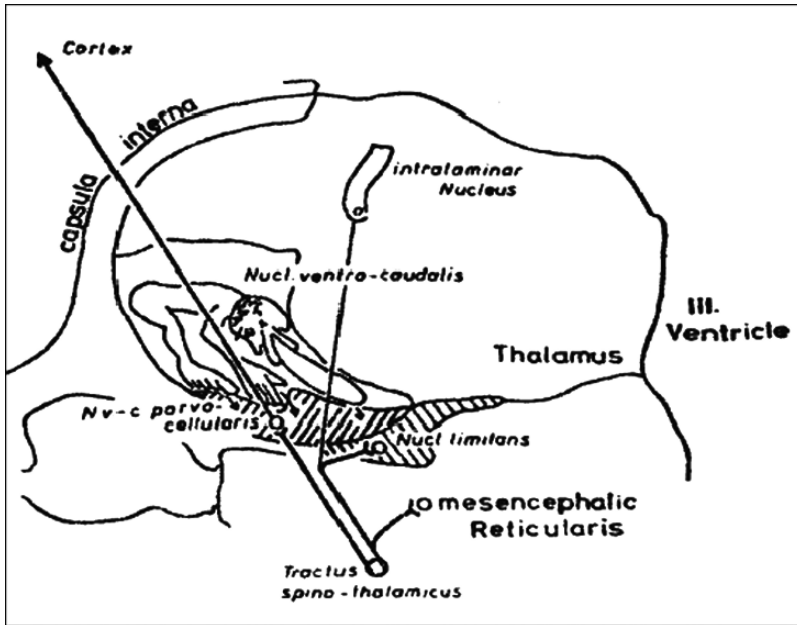 Cortex
interna
capsula
intralaminar
Nucleus
Nucl. ventro-caudalis
III.
Ventricle
Thalamus
N v-c parvo-
cellularis
Nucl limitans
mesencephalic
Reticularis
Tractus
spino-thalamicus